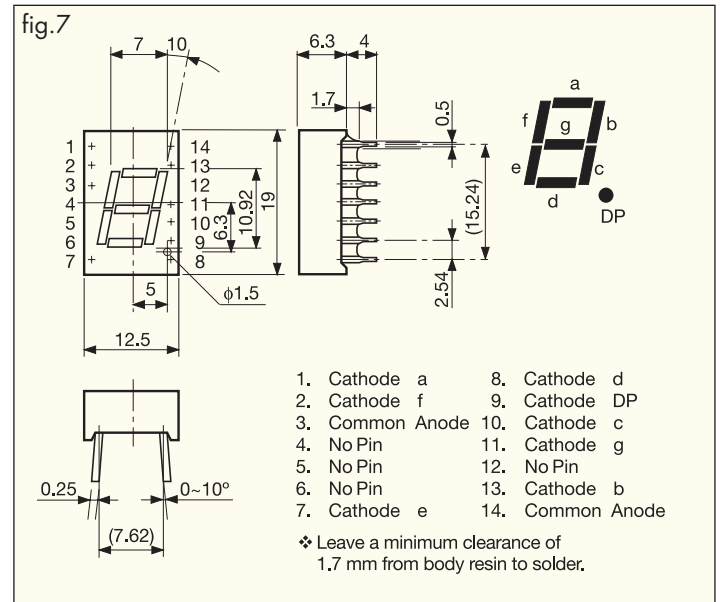 fig.7
7 10
6.3 4
1.7
0.5
a
f b
g
e c
d
DP
1 14
2 13
3 12
4 11
5 10
6 9
7 8
6.3
10.92
19
(15.24)
2.54
5
φ1.5
12.5
0.25 0~10º
(7.62)
1. Cathode a 8. Cathode d
2. Cathode f 9. Cathode DP
3. Common Anode 10. Cathode c
4. No Pin 11. Cathode g
5. No Pin 12. No Pin
6. No Pin 13. Cathode b
7. Cathode e 14. Common Anode
❖ Leave a minimum clearance of
1.7 mm from body resin to solder.